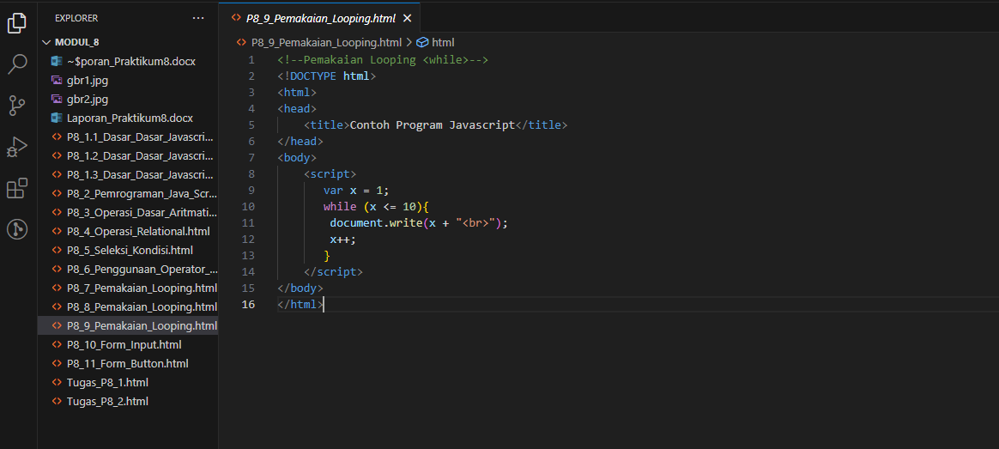 EXPLORER
MODUL_8
~$poran_Praktikum8.docx
gbr1.jpg
gbr2.jpg
Laporan_Praktikum8.docx
P8_1.1_Dasar_Dasar_Javascri...
P8_1.2_Dasar_Dasar_Javascri...
P8_1.3_Dasar_Dasar_Javascri...
P8_2_Pemrograman_Java_Scr...
P8_3_Operasi_Dasar_Aritmati...
P8_4_Operasi_Relational.html
P8_5_Seleksi_Kondisi.html
P8_6_Penggunaan_Operator_...
P8_7_Pemakaian_Looping.html
P8_8_Pemakaian_Looping.html
P8_9_Pemakaian_Looping.html
P8_10_Form_Input.html
P8_11_Form_Button.html
Tugas_P8_1.html
Tugas_P8_2.html
P8_9_Pemakaian_Looping.html
P8_9_Pemakaian_Looping.html > html
1 <!--Pemakaian Looping <while>-->
2 <!DOCTYPE html>
3 <html>
4 <head>
5 <title>Contoh Program Javascript</title>
6 </head>
7 <body>
8 <script>
9 var x = 1;
10 while (x <= 10){
11 document.write(x + "<br>");
12 x++;
13 }
14 </script>
15 </body>
16 </html>